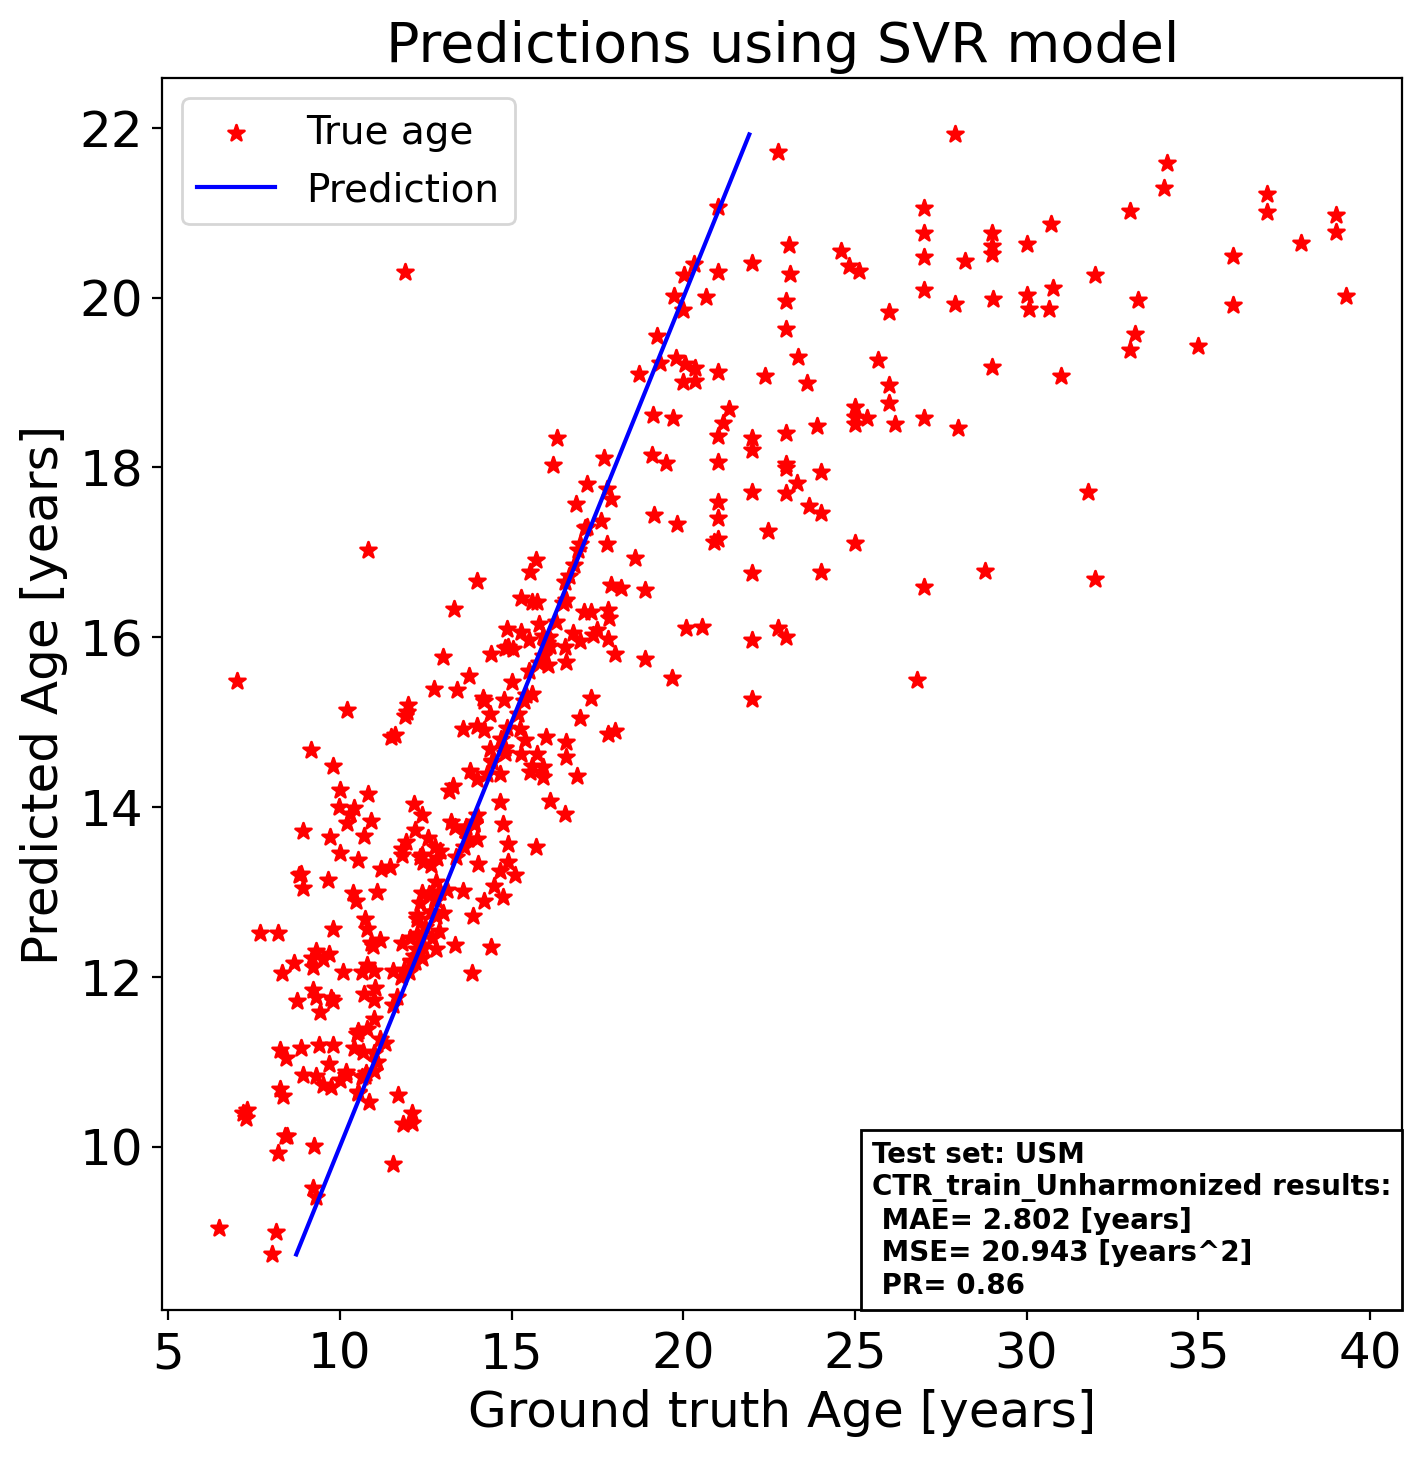 Predictions using SVR model
True age
Prediction
22
20
18
16
14
12
10
Predicted Age [years]
Test set: USM
CTR_train_Unharmonized results:
MAE= 2.802 [years]
MSE= 20.943 [years^2]
PR= 0.86
5 10 15 20 25 30 35 40
Ground truth Age [years]